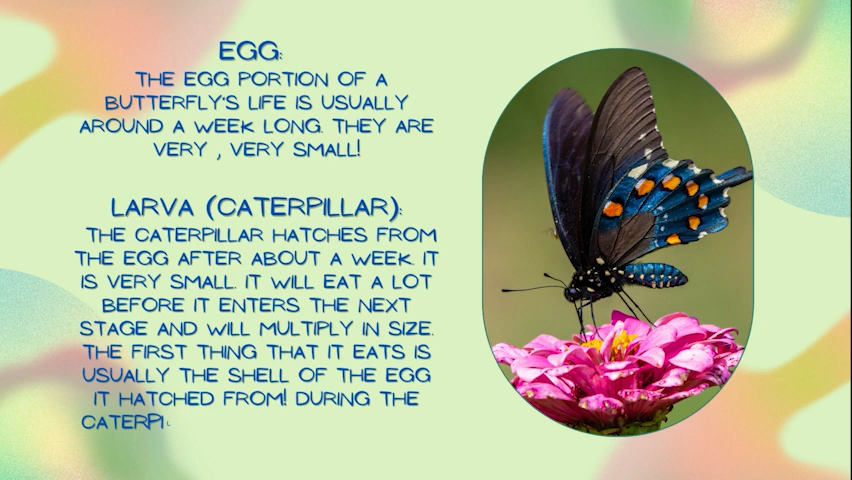 EGG:
THE EGG PORTION OF A
BUTTERFLY'S LIFE IS USUALLY
AROUND A WEEK LONG. THEY ARE
VERY , VERY SMALL!
LARVA (CATERPILLAR):
THE CATERPILLAR HATCHES FROM
THE EGG AFTER ABOUT A WEEK. IT
IS VERY SMALL. IT WILL EAT A LOT
BEFORE IT ENTERS THE NEXT
STAGE AND WILL MULTIPLY IN SIZE.
THE FIRST THING THAT IT EATS IS
USUALLY THE SHELL OF THE EGG
IT HATCHED FROM! DURING THE
CATERPI